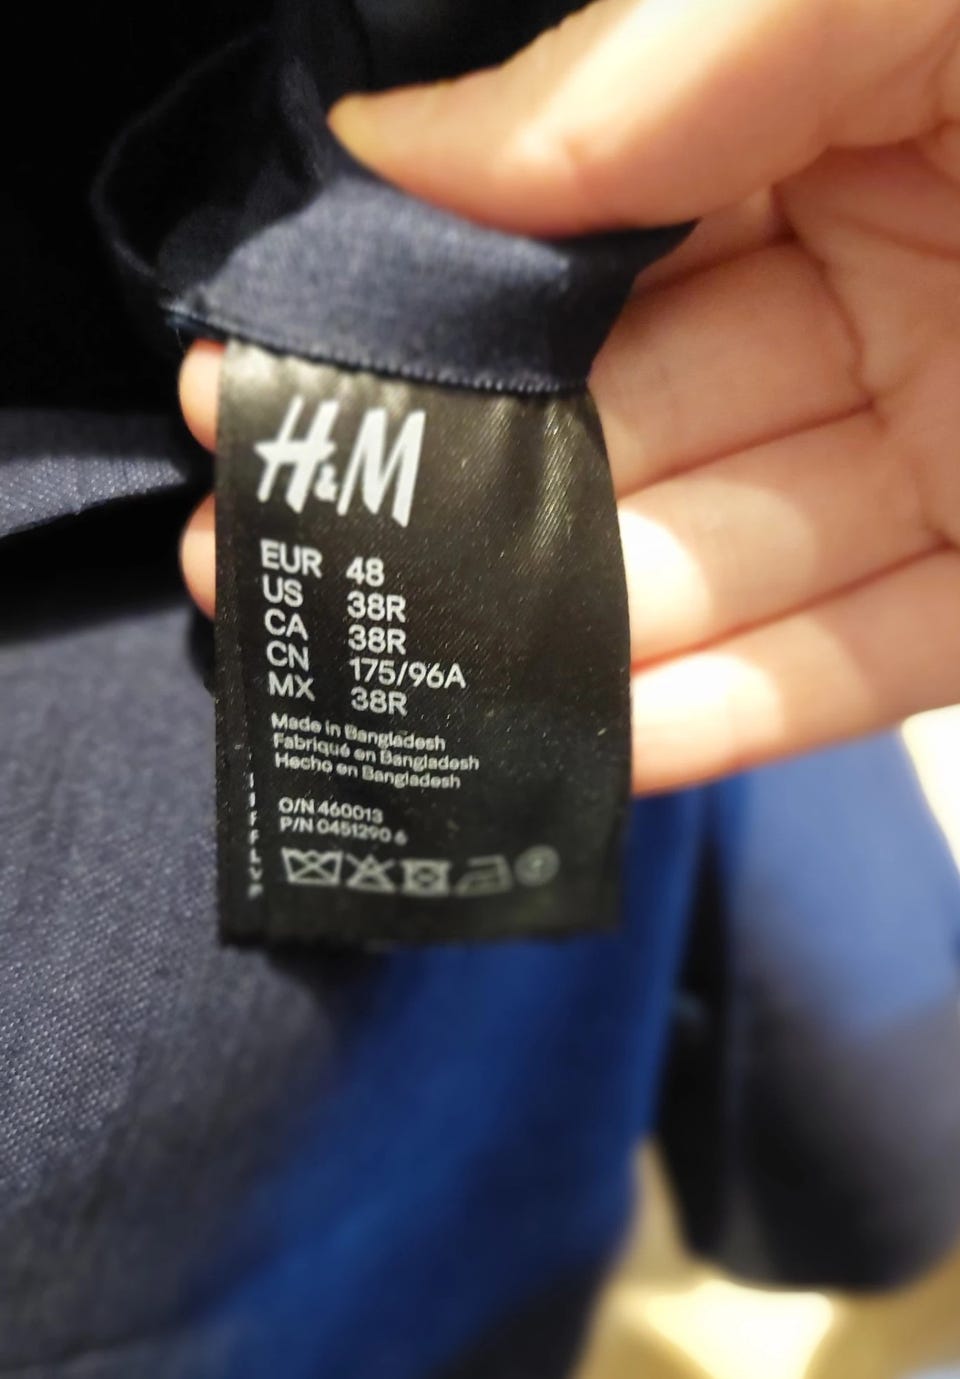 H&M
EUR 48
US 38R
CA 38R
CN 175/96A
MX 38R
Made in Bangladesh
Fabriqué en Bangladesh
Hecho en Bangladesh
O/N 460013
P/N 0451290 6